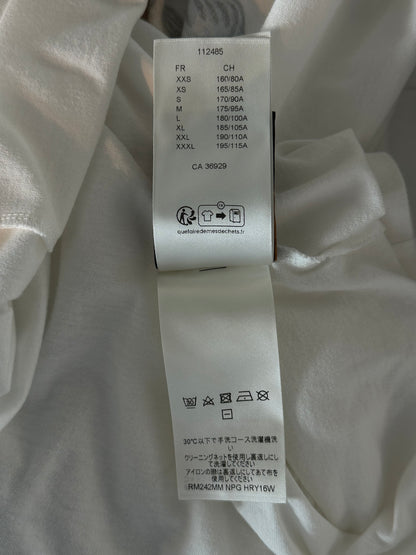 112485
FR CH
XXS 160/80A
XS 165/85A
S 170/90A
M 175/95A
L 180/100A
XL 185/105A
XXL 190/110A
XXXL 195/115A
CA 36929
FR
quefairedemesdechets.fr
30℃以下で手洗コース洗濯機洗
い
クリーニングネットを使用し裏返しにし
て洗濯してください
アイロンの際は裏返しにてあて布を
使用してください
RM242MM NPG HRY16W